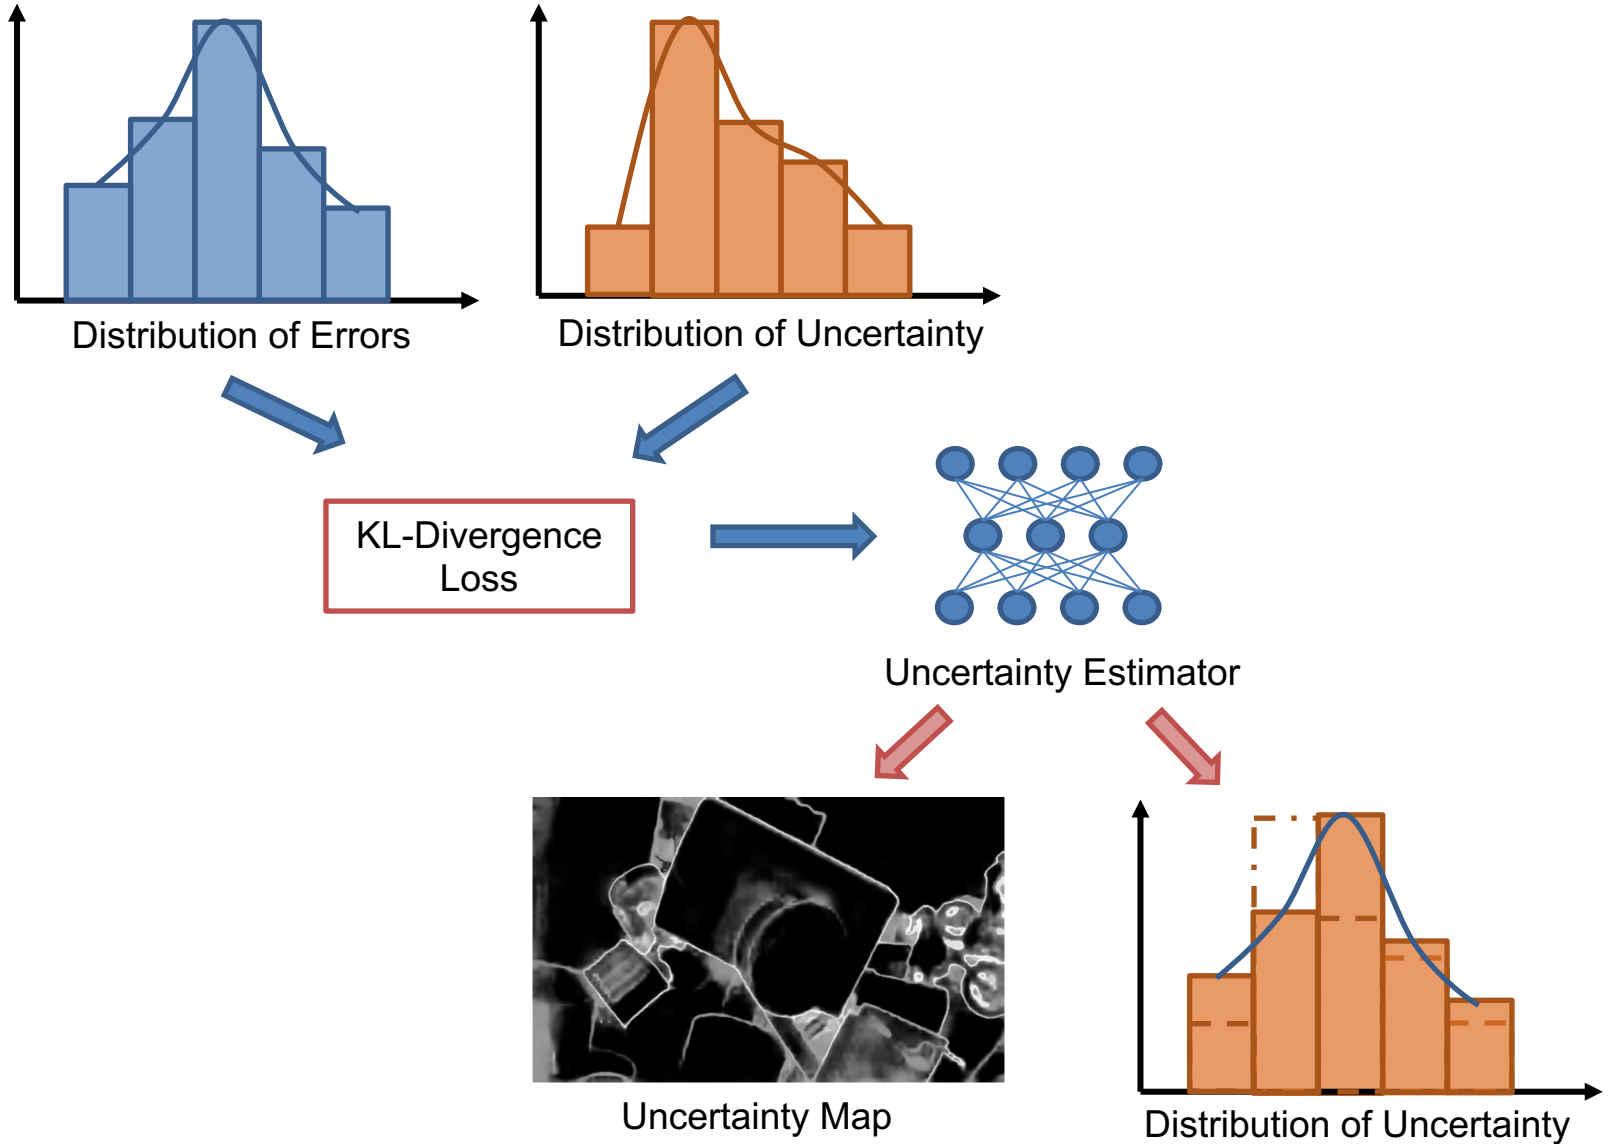 Distribution of Errors
Distribution of Uncertainty
KL-Divergence
Loss
Uncertainty Estimator
Uncertainty Map
Distribution of Uncertainty